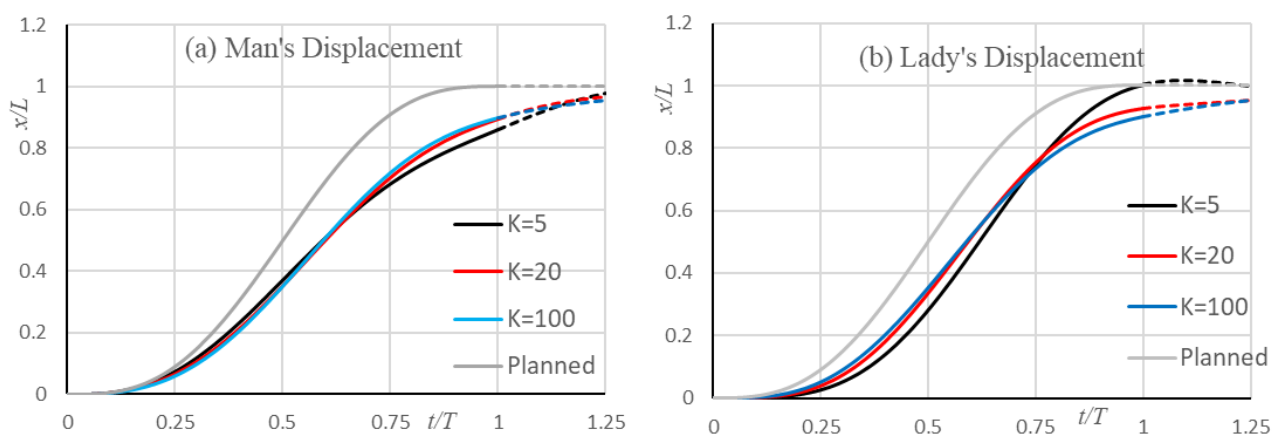 (a) Man's Displacement
x/L
1.2
1
0.8
0.6
0.4
0.2
0
0 0.25 0.5 0.75 1 1.25
t/T
K=5
K=20
K=100
Planned
(b) Lady's Displacement
x/L
1.2
1
0.8
0.6
0.4
0.2
0
0 0.25 0.5 0.75 1 1.25
t/T
K=5
K=20
K=100
Planned